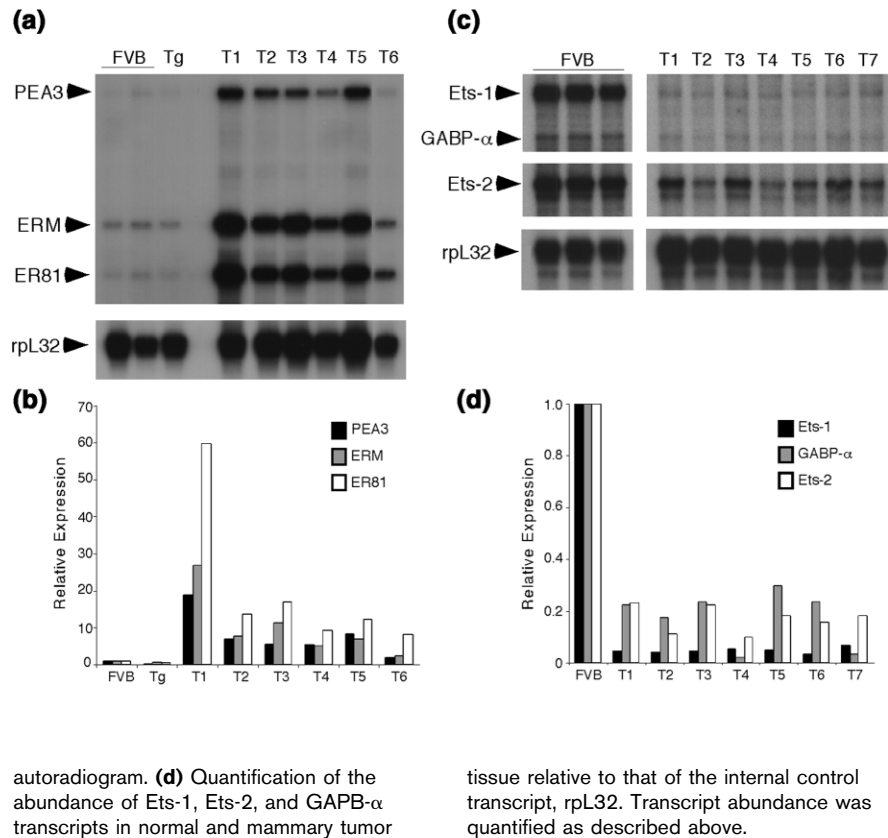 (a)
FVB Tg T1 T2 T3 T4 T5 T6
PEA3
ERM
ER81
rpL32
(c)
FVB T1 T2 T3 T4 T5 T6 T7
Ets-1
GABP-α
Ets-2
rpL32
(b)
70
60
50
40
30
20
10
0
Relative Expression
PEA3
ERM
ER81
FVB Tg T1 T2 T3 T4 T5 T6
(d)
1.0
0.8
0.6
0.4
0.2
0
Relative Expression
Ets-1
GABP-α
Ets-2
FVB T1 T2 T3 T4 T5 T6 T7
autoradiogram. (d) Quantification of the
abundance of Ets-1, Ets-2, and GAPB-α
transcripts in normal and mammary tumor
tissue relative to that of the internal control
transcript, rpL32. Transcript abundance was
quantified as described above.